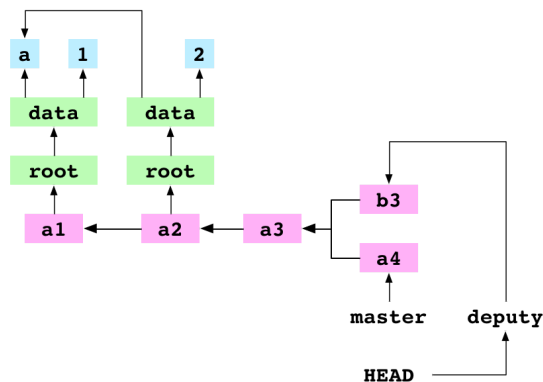 a 1 2
data data
root root
b3
a1 a2 a3
a4
master deputy
HEAD